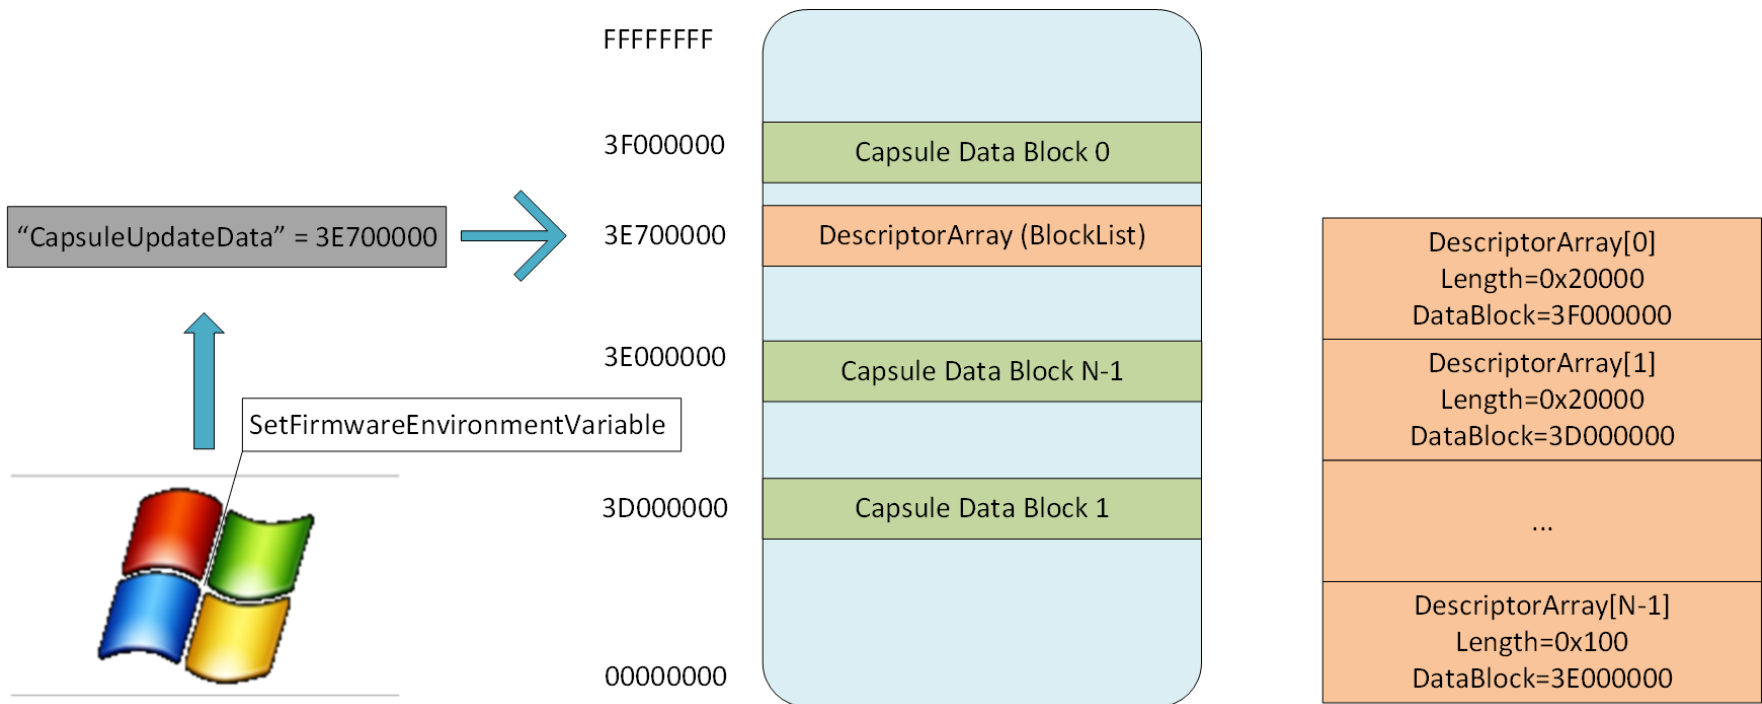 “CapsuleUpdateData” = 3E700000
SetFirmwareEnvironmentVariable
FFFFFFFF
3F000000
Capsule Data Block 0
3E700000
DescriptorArray (BlockList)
3E000000
Capsule Data Block N-1
3D000000
Capsule Data Block 1
00000000
DescriptorArray[0]
Length=0x20000
DataBlock=3F000000
DescriptorArray[1]
Length=0x20000
DataBlock=3D000000
...
DescriptorArray[N-1]
Length=0x100
DataBlock=3E000000